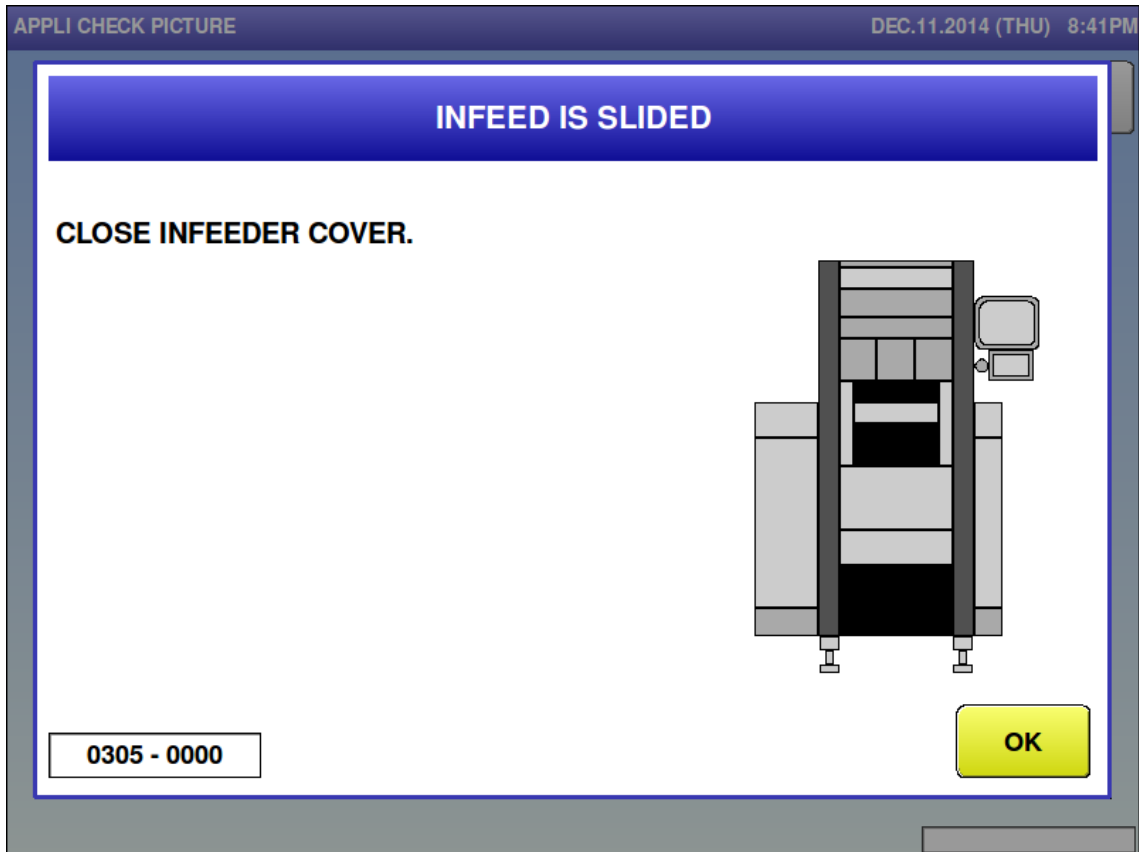 APPLI CHECK PICTURE DEC.11.2014 (THU) 8:41PM
INFEED IS SLIDED
CLOSE INFEEDER COVER.
0305 - 0000
OK